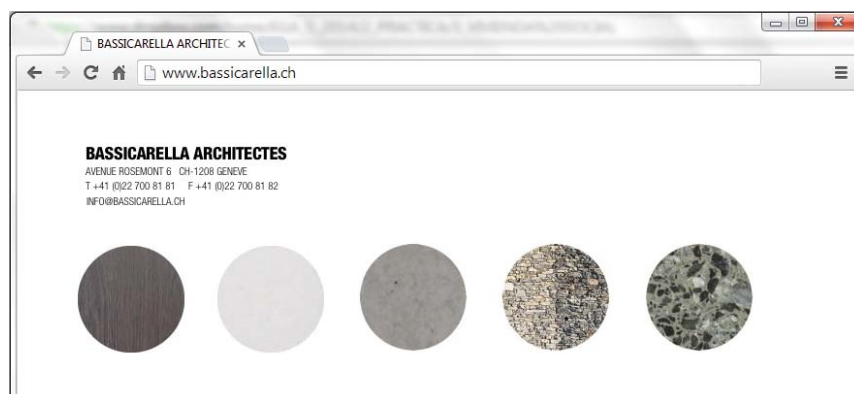 BASSICARELLA ARCHITEC
www.bassicarella.ch
BASSICARELLA ARCHITECTES
AVENUE ROSEMONT 6 CH-1208 GENEVE
T +41 (0)22 700 81 81 F +41 (0)22 700 81 82
INFO@BASSICARELLA.CH